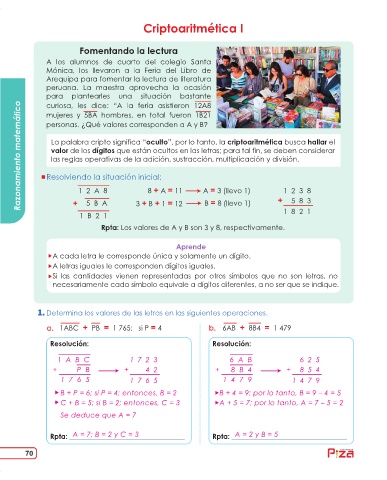 Criptoaritmética I
Fomentando la lectura
A los alumnos de cuarto del colegio Santa
Mónica, los llevaron a la Feria del Libro de
Arequipa para fomentar la lectura de literatura
peruana. La maestra aprovecha la ocasión
para plantearles una situación bastante
curiosa, les dice: “A la feria asistieron 12A8
mujeres y 5BA hombres, en total fueron 1B21
personas. ¿Qué valores corresponden a A y B?
La palabra cripto significa “oculto”, por lo tanto, la criptoaritmética busca hallar el
valor de los dígitos que están ocultos en las letras; para tal fin, se deben considerar
las reglas operativas de la adición, sustracción, multiplicación y división.
Resolviendo la situación inicial:
1 2 A 8 8 + A = 11 → A = 3 (llevo 1) 1 2 3 8
+ 5 B A 3 + B + 1 = 12 → B = 8 (llevo 1) + 5 8 3
1 B 2 1 1 8 2 1
Rpta: Los valores de A y B son 3 y 8, respectivamente.
Aprende
A cada letra le corresponde única y solamente un dígito.
A letras iguales le corresponden dígitos iguales.
Si las cantidades vienen representadas por otros símbolos que no son letras, no
necesariamente cada símbolo equivale a dígitos diferentes, a no ser que se indique.
1. Determina los valores de las letras en las siguientes operaciones.
a. 1ABC + PB = 1 765; si P = 4 b. 6AB + 8B4 = 1 479
Resolución: Resolución:
1 A B C 1 7 2 3 6 A B 6 2 5
+ P B → + 4 2 + 8 B 4 → + 8 5 4
1 7 6 5 1 7 6 5 1 4 7 9 1 4 7 9
B + P = 6; si P = 4; entonces, B = 2 B + 4 = 9; por lo tanto, B = 9 – 4 = 5
C + B = 5; si B = 2; entonces, C = 3 A + 5 = 7; por lo tanto, A = 7 – 5 = 2
Se deduce que A = 7
Rpta: A = 7; B = 2 y C = 3 Rpta: A = 2 y B = 5
70
Razonamiento matemático